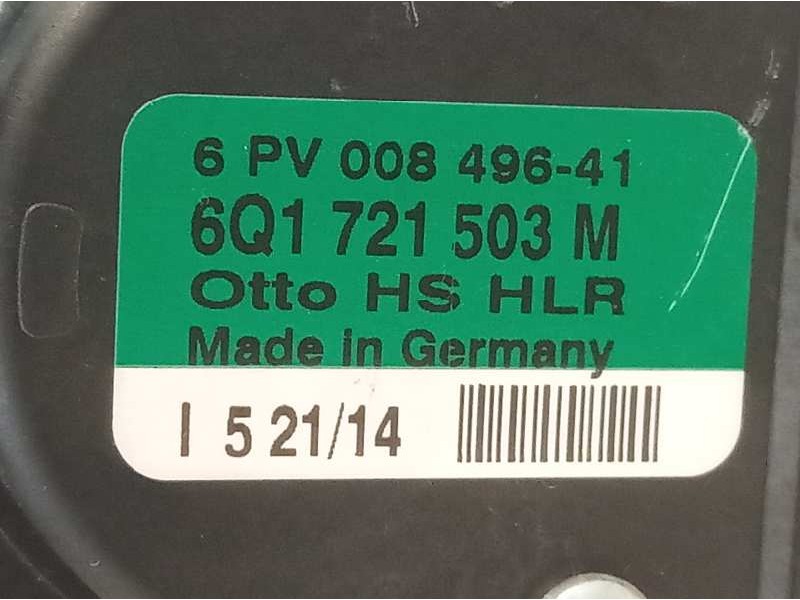 6 PV 008 496-41
6Q1 721 503 M
Otto HS HLR
Made in Germany
I 5 21/14